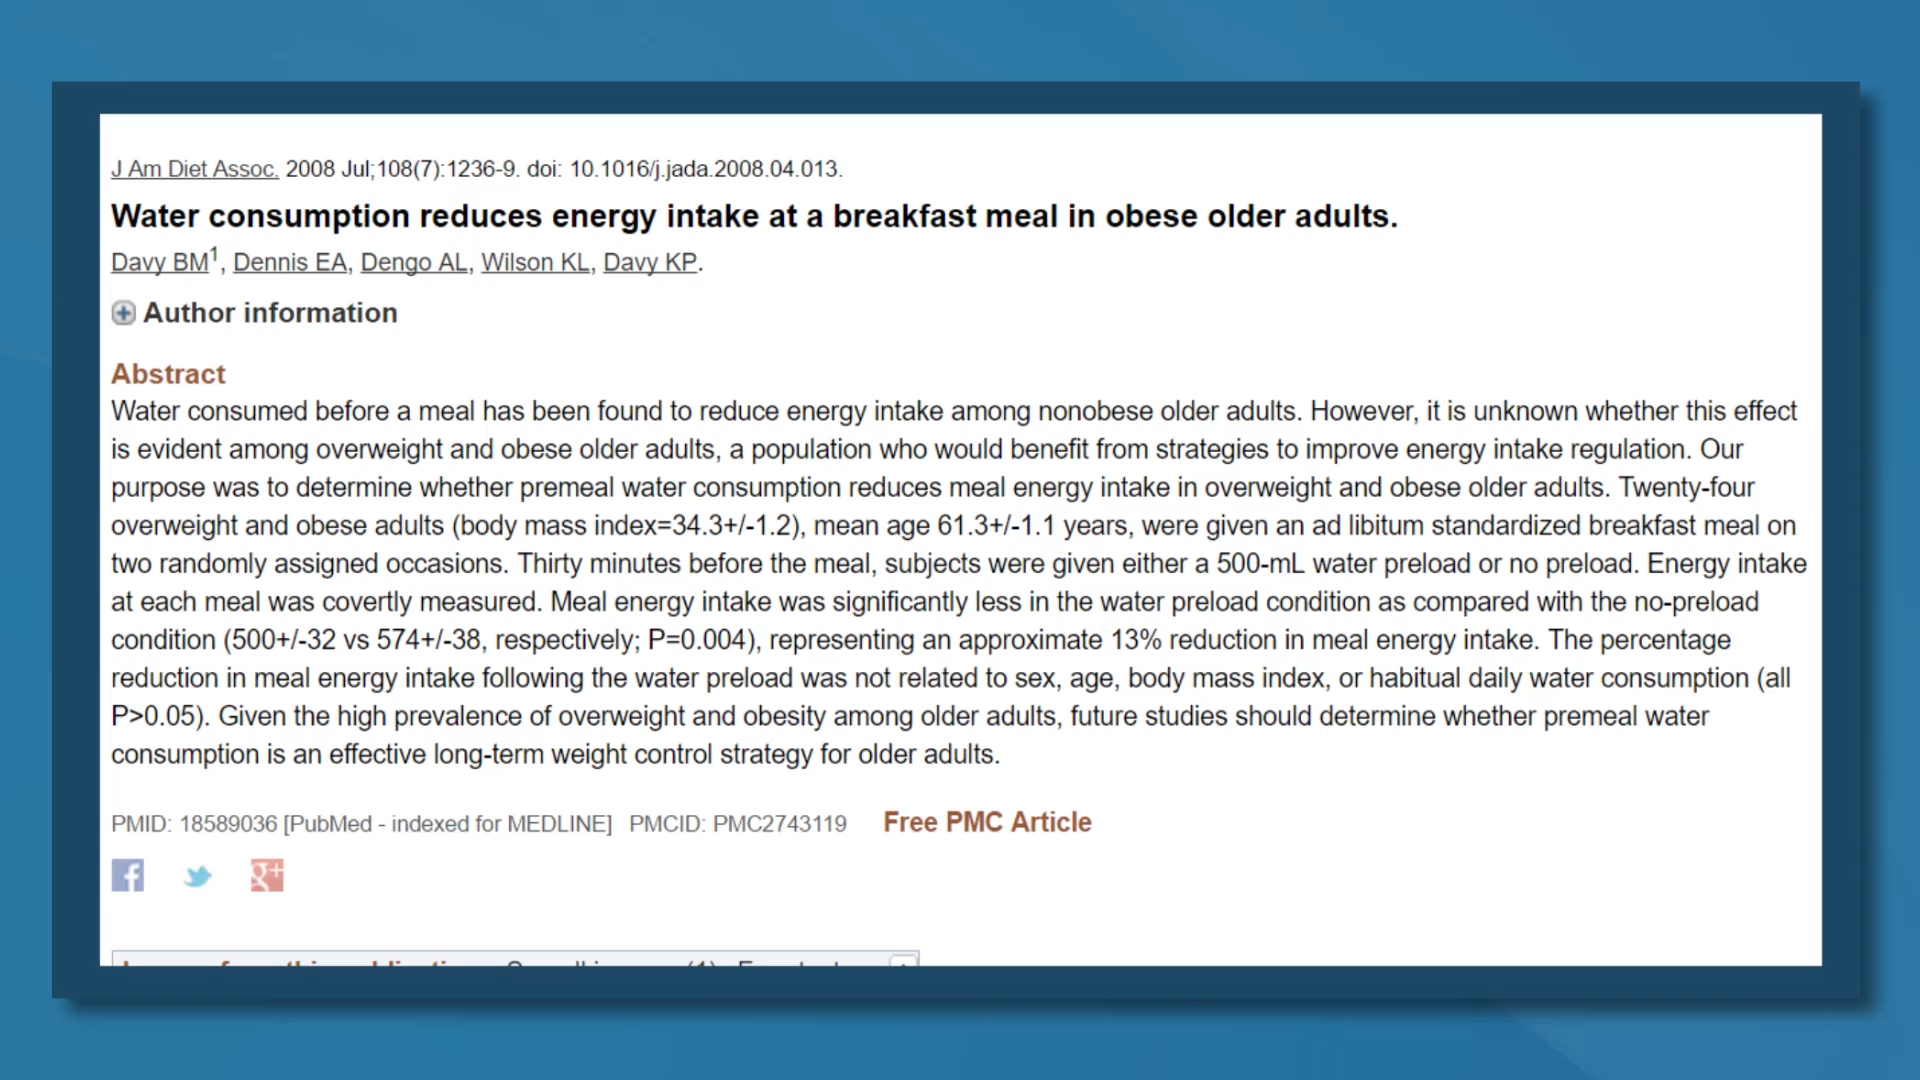 J Am Diet Assoc. 2008 Jul;108(7):1236-9. doi: 10.1016/j.jada.2008.04.013.
Water consumption reduces energy intake at a breakfast meal in obese older adults.
Davy BM1, Dennis EA, Dengo AL, Wilson KL, Davy KP.
Author information
Abstract
Water consumed before a meal has been found to reduce energy intake among nonobese older adults. However, it is unknown whether this effect
is evident among overweight and obese older adults, a population who would benefit from strategies to improve energy intake regulation. Our
purpose was to determine whether premeal water consumption reduces meal energy intake in overweight and obese older adults. Twenty-four
overweight and obese adults (body mass index=34.3+/-1.2), mean age 61.3+/-1.1 years, were given an ad libitum standardized breakfast meal on
two randomly assigned occasions. Thirty minutes before the meal, subjects were given either a 500-mL water preload or no preload. Energy intake
at each meal was covertly measured. Meal energy intake was significantly less in the water preload condition as compared with the no-preload
condition (500+/-32 vs 574+/-38, respectively; P=0.004), representing an approximate 13% reduction in meal energy intake. The percentage
reduction in meal energy intake following the water preload was not related to sex, age, body mass index, or habitual daily water consumption (all
P>0.05). Given the high prevalence of overweight and obesity among older adults, future studies should determine whether premeal water
consumption is an effective long-term weight control strategy for older adults.
PMID: 18589036 [PubMed - indexed for MEDLINE] PMCID: PMC2743119 Free PMC Article
f g+